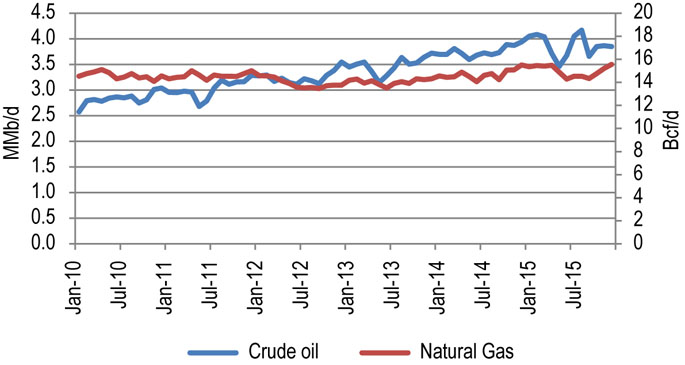 4.5
4.0
3.5
3.0
2.5
2.0
1.5
1.0
0.5
0.0
MMb/d
20
18
16
14
12
10
8
6
4
2
0
Bcf/d
Jan-10
Jul-10
Jan-11
Jul-11
Jan-12
Jul-12
Jan-13
Jul-13
Jan-14
Jul-14
Jan-15
Jul-15
Crude oil
Natural Gas